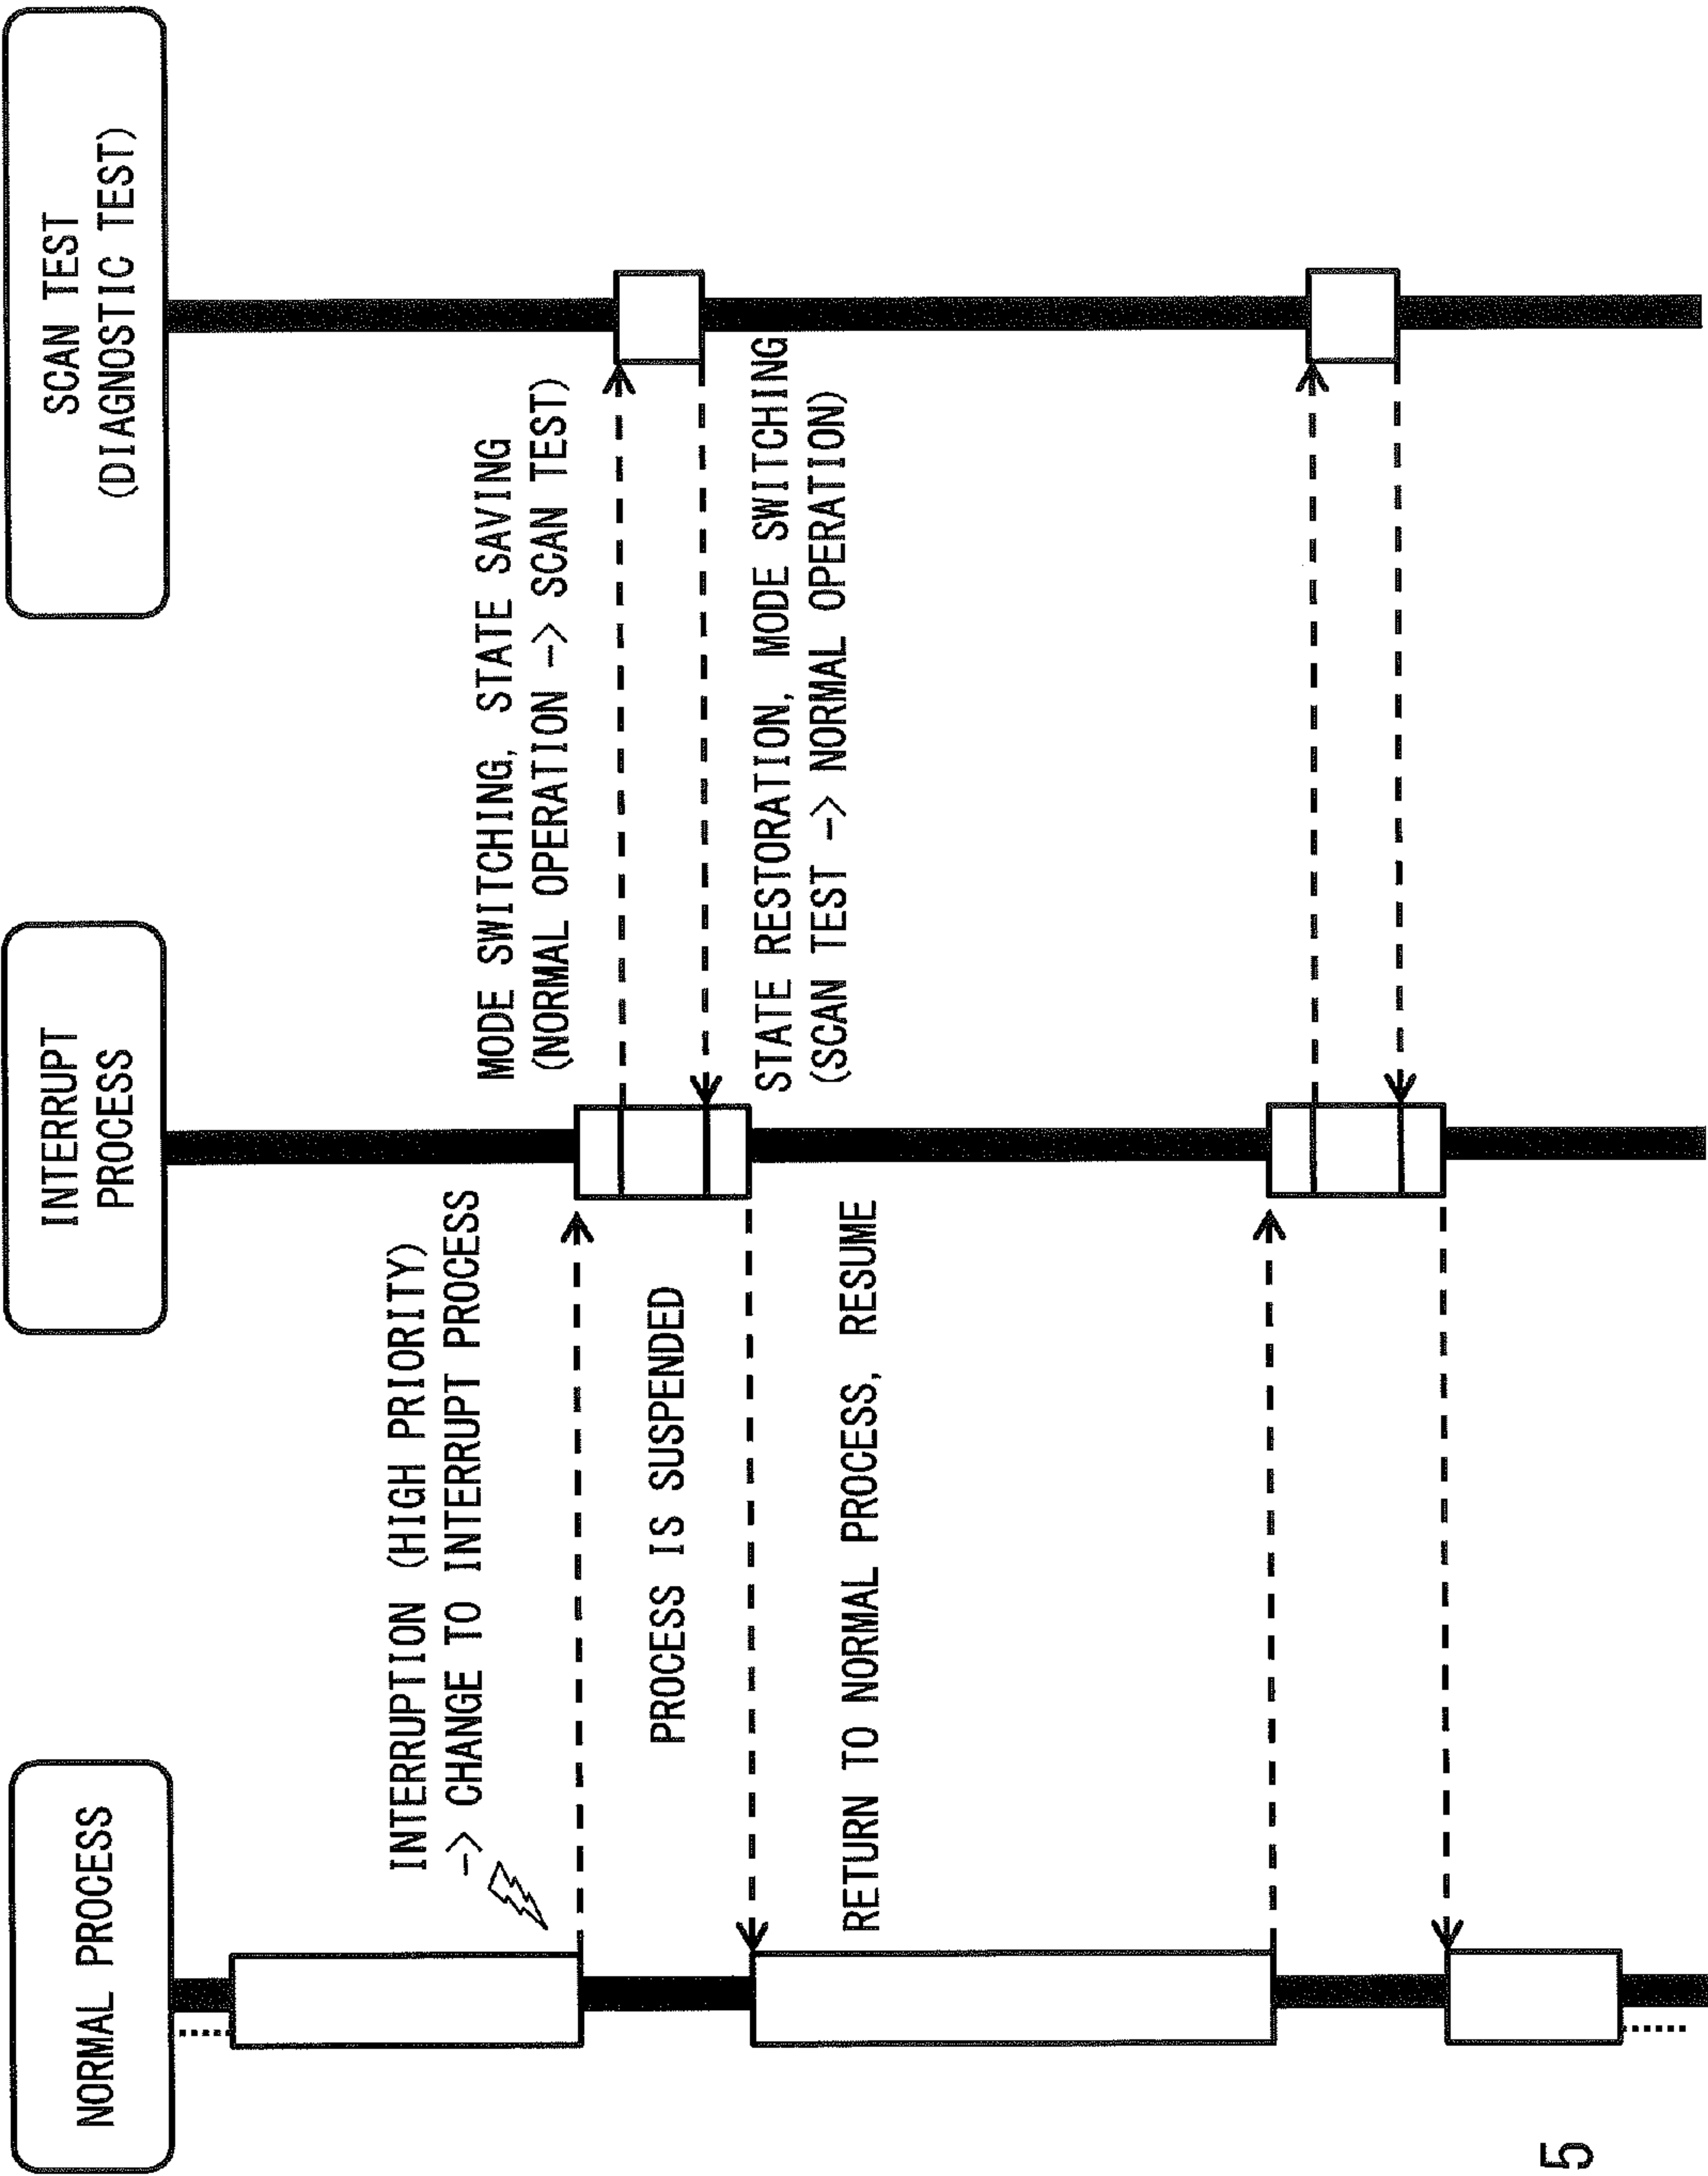 NORMAL PROCESS
INTERRUPT
PROCESS
SCAN TEST
(DIAGNOSTIC TEST)
INTERRUPTION (HIGH PRIORITY)
-> CHANGE TO INTERRUPT PROCESS
MODE SWITCHING, STATE SAVING
(NORMAL OPERATION -> SCAN TEST)
PROCESS IS SUSPENDED
STATE RESTORATION, MODE SWITCHING
(SCAN TEST -> NORMAL OPERATION)
RETURN TO NORMAL PROCESS, RESUME
5